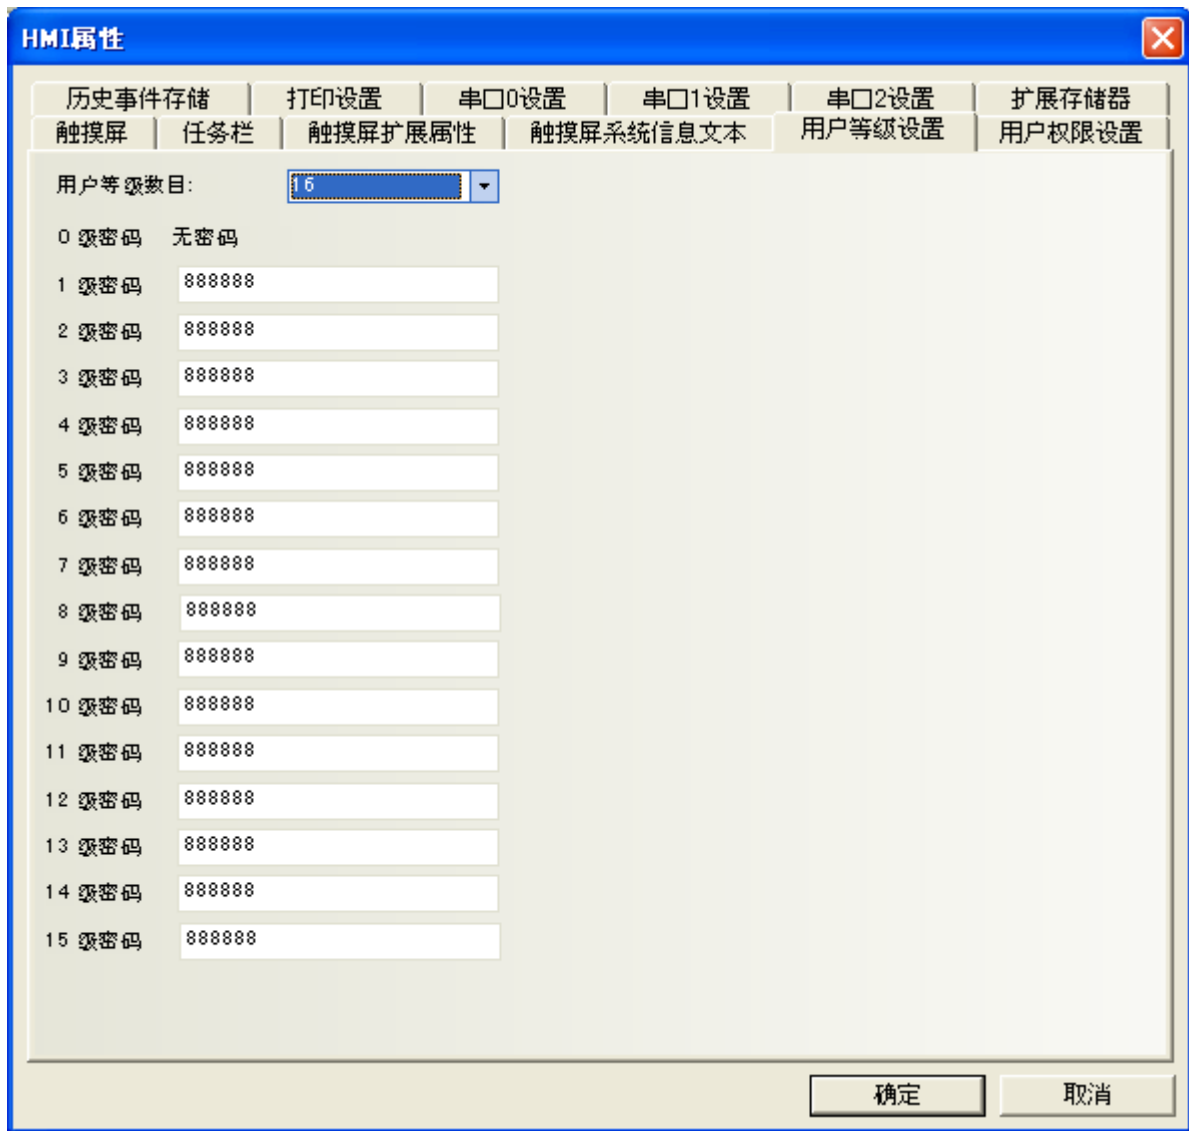 HMI属性
历史事件存储 打印设置 串口0设置 串口1设置 串口2设置 扩展存储器
触摸屏 任务栏 触摸屏扩展属性 触摸屏系统信息文本 用户等级设置 用户权限设置
用户等级数目: 16
0 级密码 无密码
1 级密码 888888
2 级密码 888888
3 级密码 888888
4 级密码 888888
5 级密码 888888
6 级密码 888888
7 级密码 888888
8 级密码 888888
9 级密码 888888
10 级密码 888888
11 级密码 888888
12 级密码 888888
13 级密码 888888
14 级密码 888888
15 级密码 888888
确定 取消